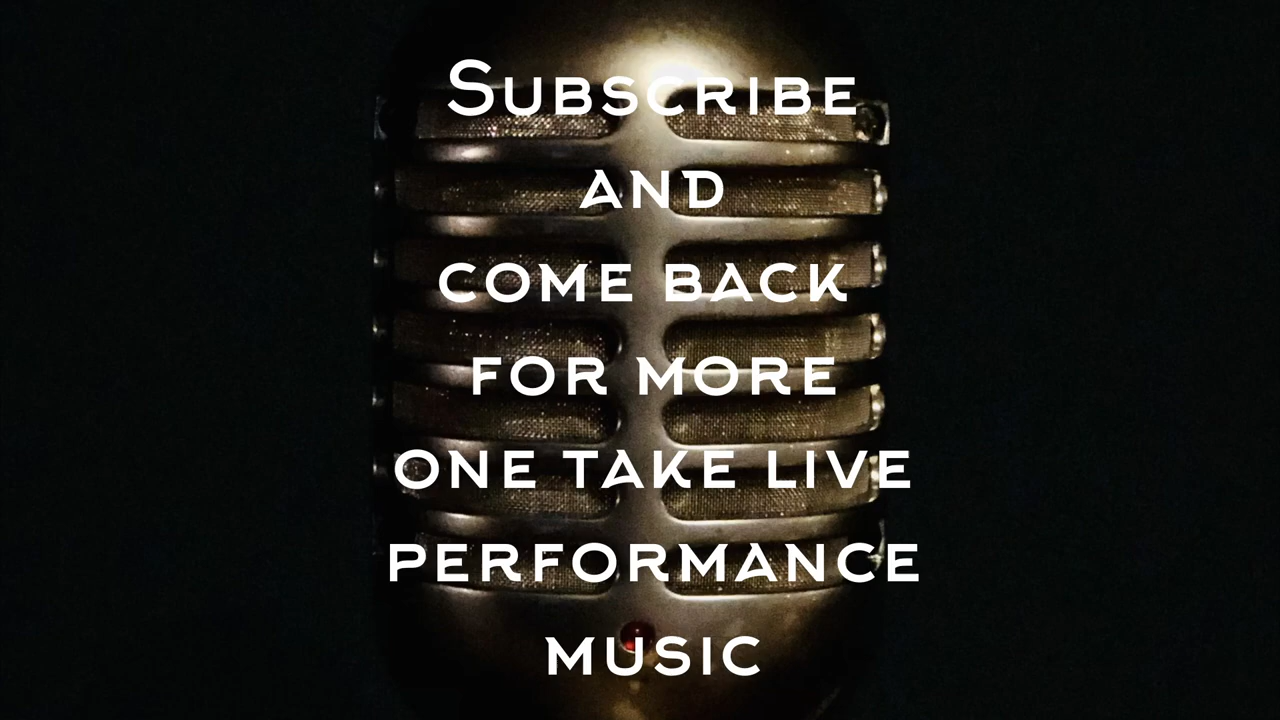 Subscribe
and
come back
for more
one take live
performance
music